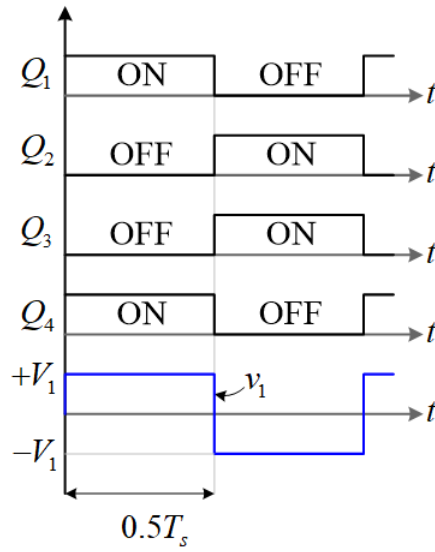 Q₁ ON OFF t
Q₂ OFF ON t
Q₃ OFF ON t
Q₄ ON OFF t
+V₁ v₁ t
−V₁
0.5Tₛ